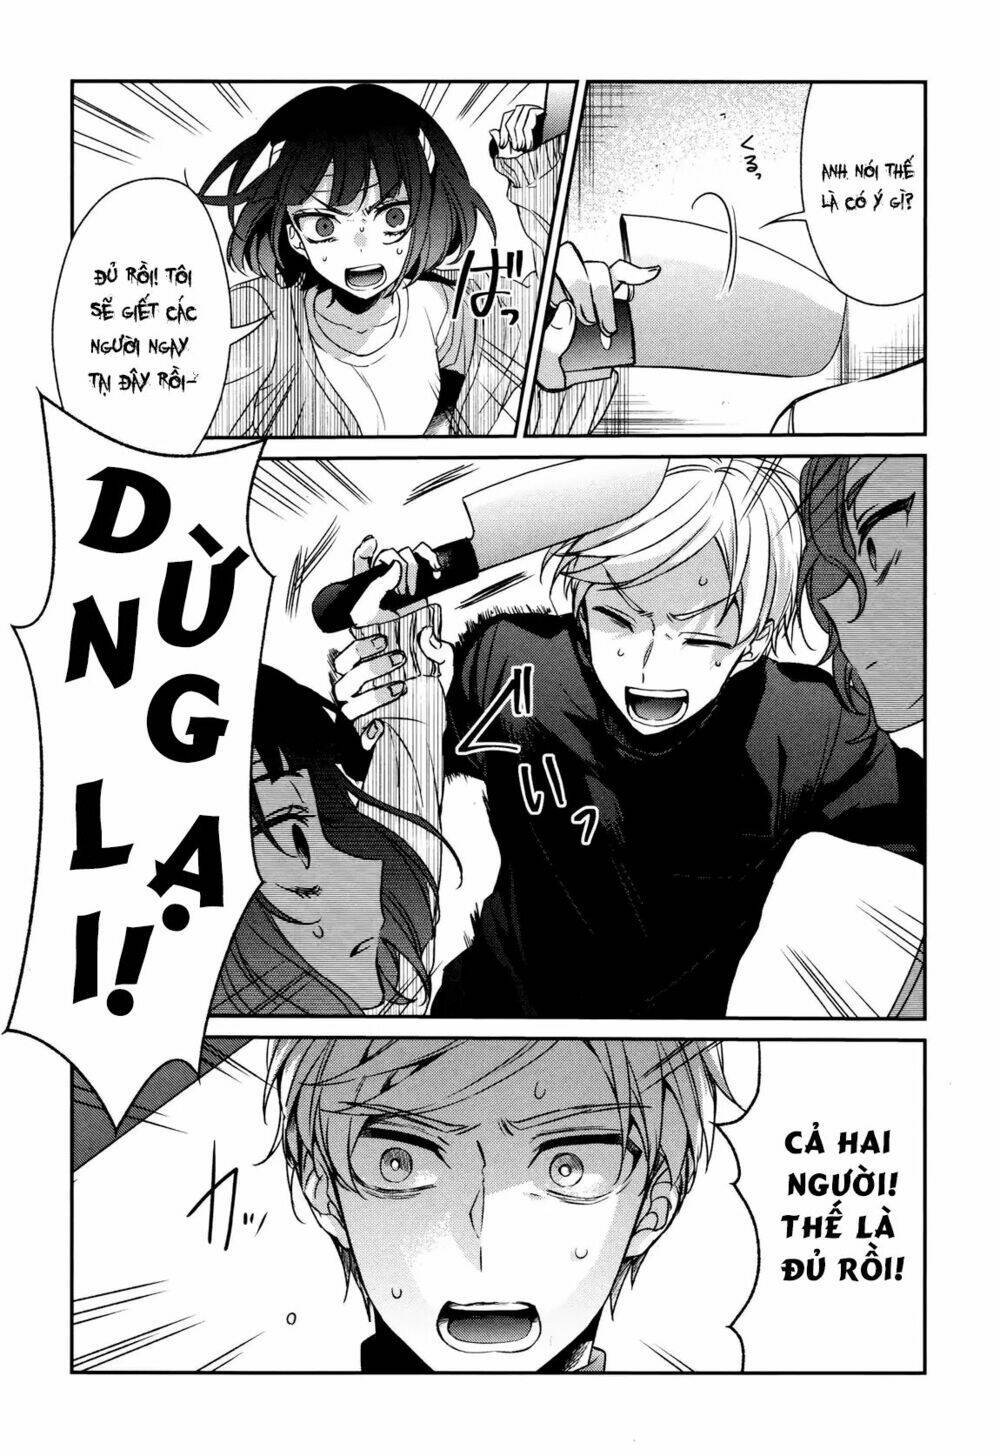 ANH NÓI THẾ
LÀ CÓ Ý GÌ?
くるっ
ĐỦ RỒI! TÔI
SẼ GIẾT CÁC
NGƯỜI NGAY
TẠI ĐÂY RỒI-
ばっ
DỪNG LẠI!
ぐいっ
CẢ HAI
NGƯỜI!
THẾ LÀ
ĐỦ RỒI!
カッ